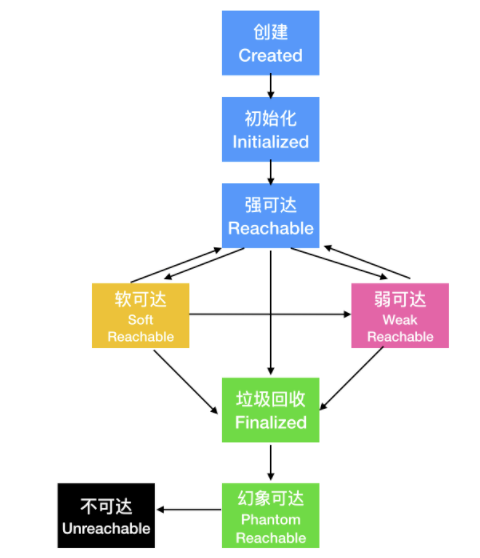 创建
Created
初始化
Initialized
强可达
Reachable
软可达
Soft
Reachable
弱可达
Weak
Reachable
垃圾回收
Finalized
不可达
Unreachable
幻象可达
Phantom
Reachable